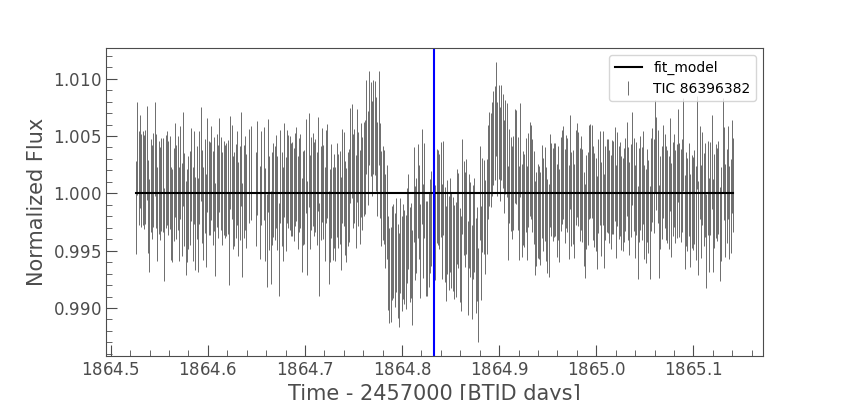 fit_model
TIC 86396382
Normalized Flux
1.010
1.005
1.000
0.995
0.990
1864.5 1864.6 1864.7 1864.8 1864.9 1865.0 1865.1
Time - 2457000 [BTJD days]